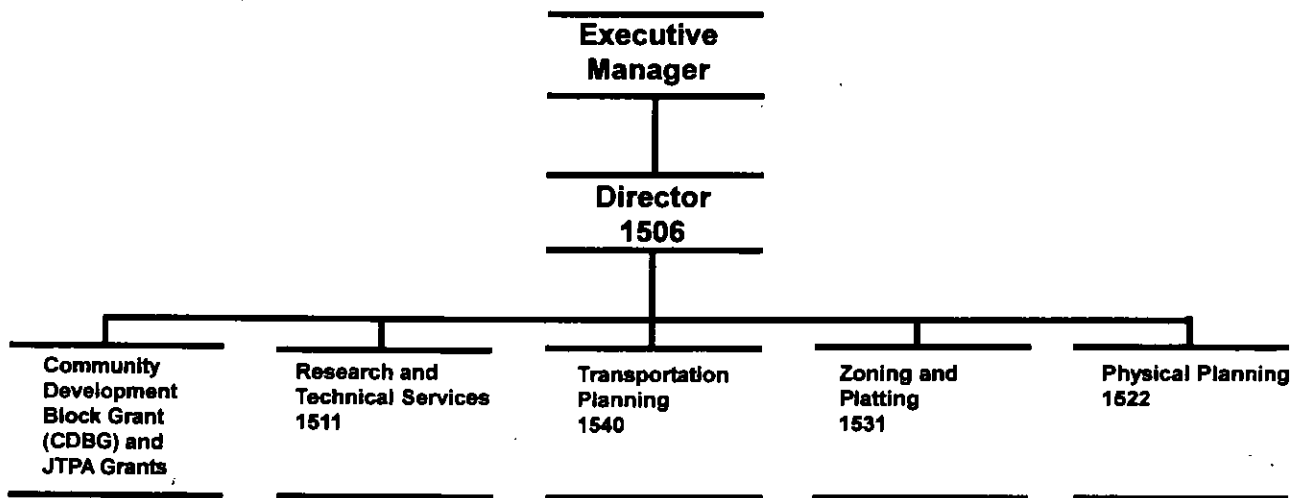 Executive
Manager
Director
1506
Community
Development
Block Grant
(CDBG) and
JTPA Grants
Research and
Technical Services
1511
Transportation
Planning
1540
Zoning and
Platting
1531
Physical Planning
1522